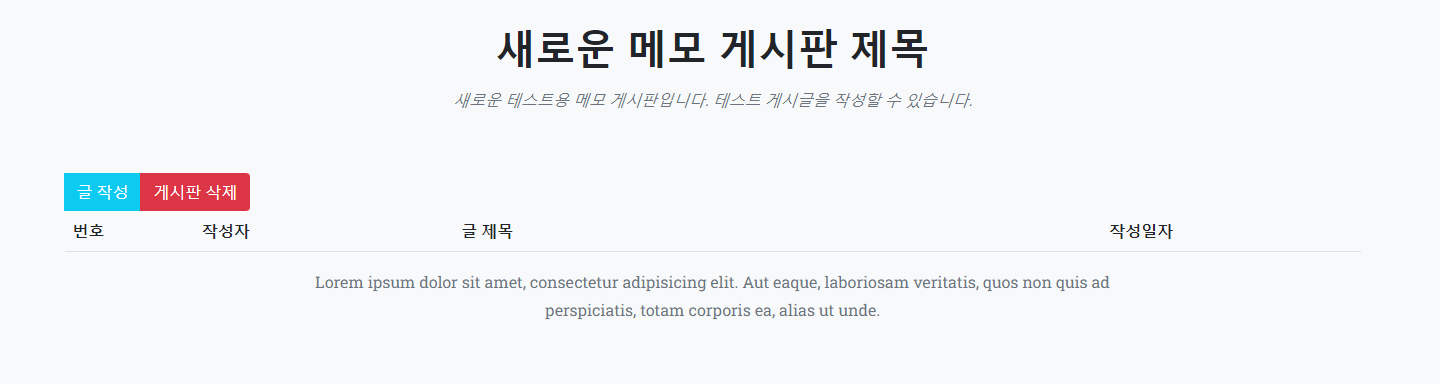 새로운 메모 게시판 제목
새로운 테스트용 메모 게시판입니다. 테스트 게시글을 작성할 수 있습니다.
글 작성 게시판 삭제
번호 작성자 글 제목 작성일자
Lorem ipsum dolor sit amet, consectetur adipisicing elit. Aut eaque, laboriosam veritatis, quos non quis ad
perspiciatis, totam corporis ea, alias ut unde.